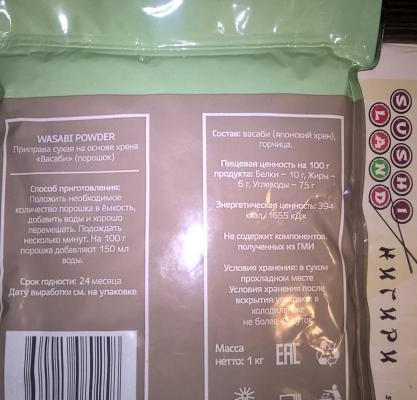 WASABI POWDER
Приправа сухая на основе хрена
«Васаби» (порошок)
Способ приготовления:
Положить необходимое
количество порошка в ёмкость,
добавить воды и хорошо
перемешать. Подождать
несколько минут. На 100 г
порошка добавляют 150 мл
воды.
Срок годности: 24 месяца
Дату выработки см. на упаковке
Состав: васаби (японский хрен),
горчица.
Пищевая ценность на 100 г
продукта: Белки – 10 г, Жиры –
6 г, Углеводы – 75 г
Энергетическая ценность: 394
ккал/ 1655 кДж
Не содержит компонентов,
полученных из ГМИ
Условия хранения: в сухом
прохладном месте
Условия хранения после
вскрытия упаковки: в
холодильнике
не более суток
Масса
нетто: 1 кг
EAC
SUSHI
LAND
НИГИРИ